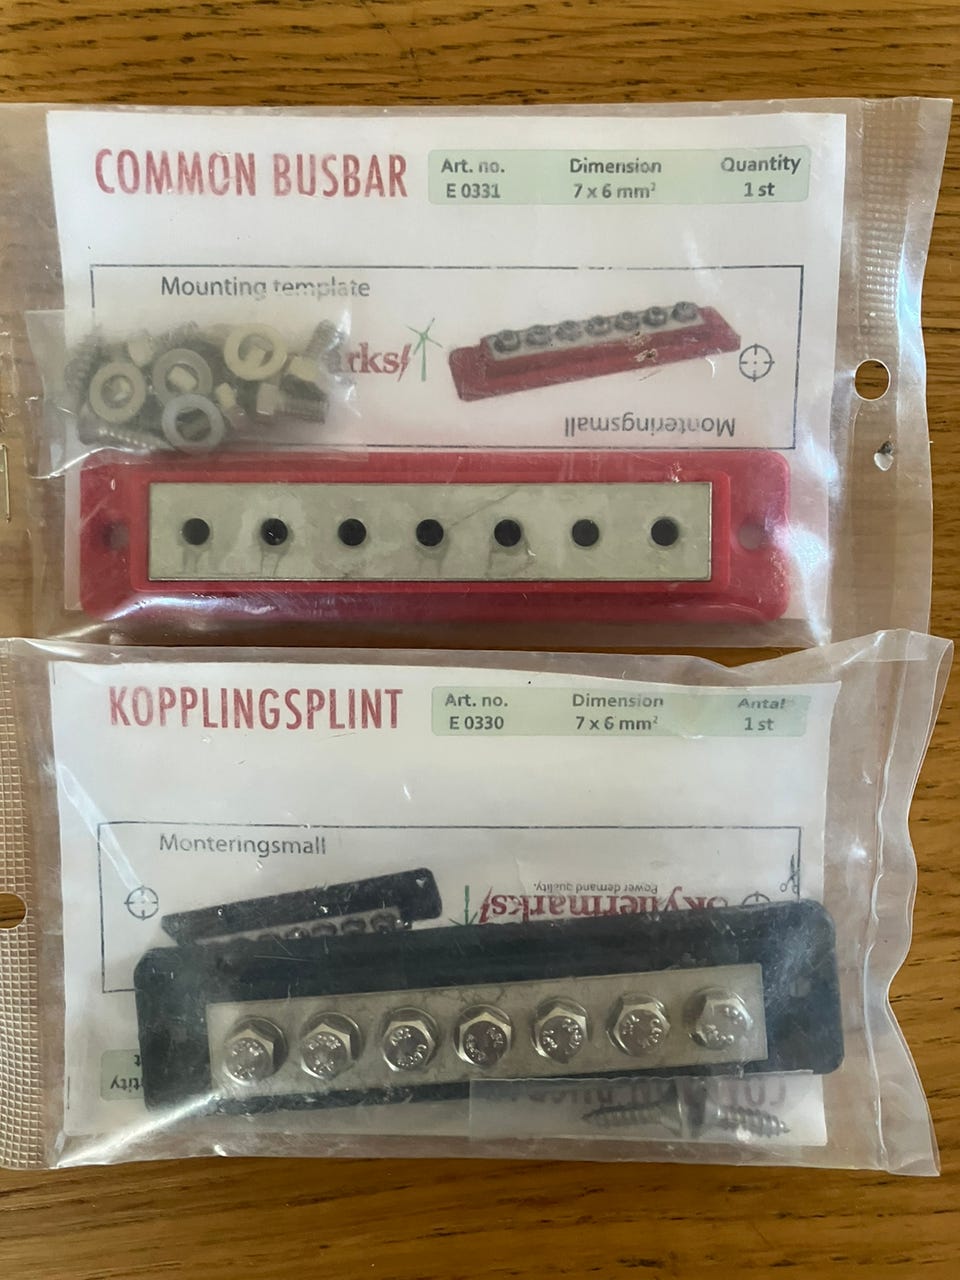 COMMON BUSBAR
Art. no. Dimension Quantity
E 0331 7 x 6 mm² 1 st
Mounting template
Monteringsmall
KOPPLINGSPLINT
Art. no. Dimension Antal
E 0330 7 x 6 mm² 1 st
Monteringsmall
Power demand quality.